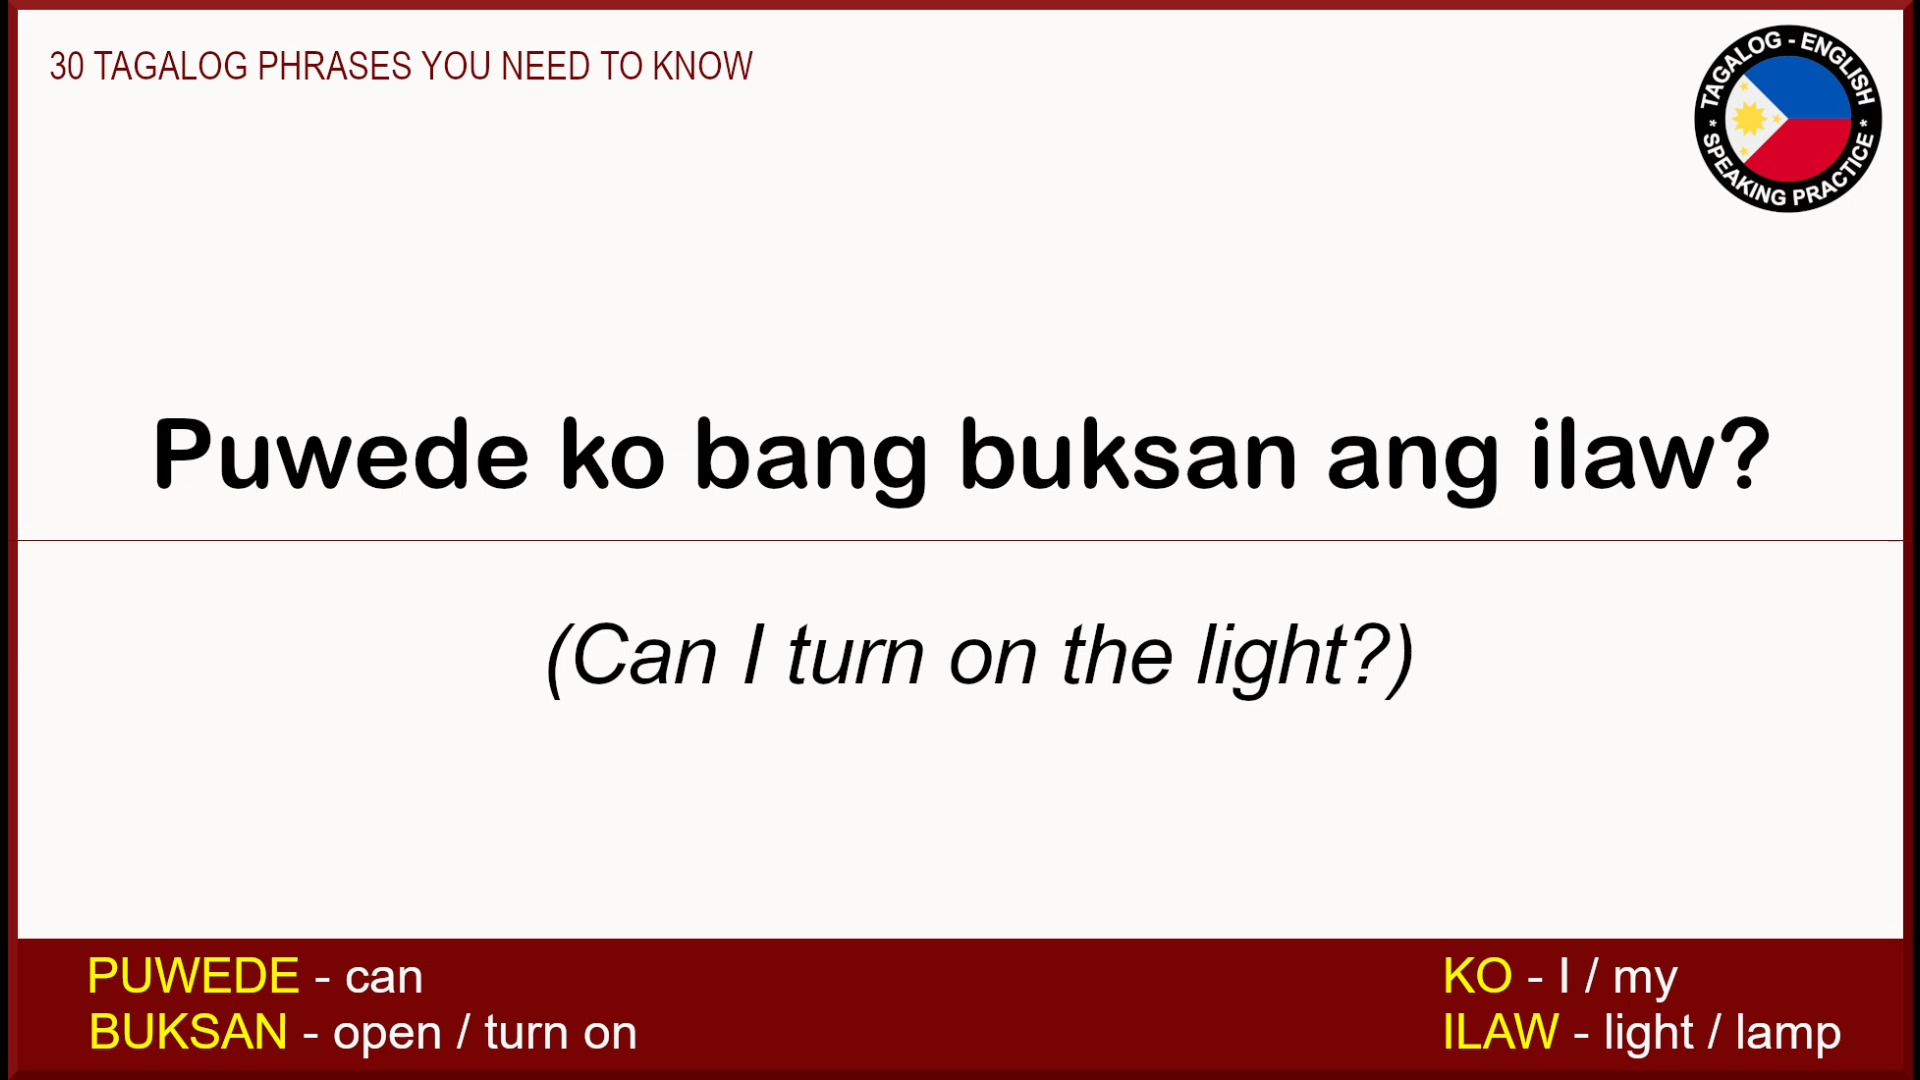 30 TAGALOG PHRASES YOU NEED TO KNOW
TAGALOG - ENGLISH
* SPEAKING PRACTICE *
Puwede ko bang buksan ang ilaw?
(Can I turn on the light?)
PUWEDE - can
BUKSAN - open / turn on
KO - I / my
ILAW - light / lamp